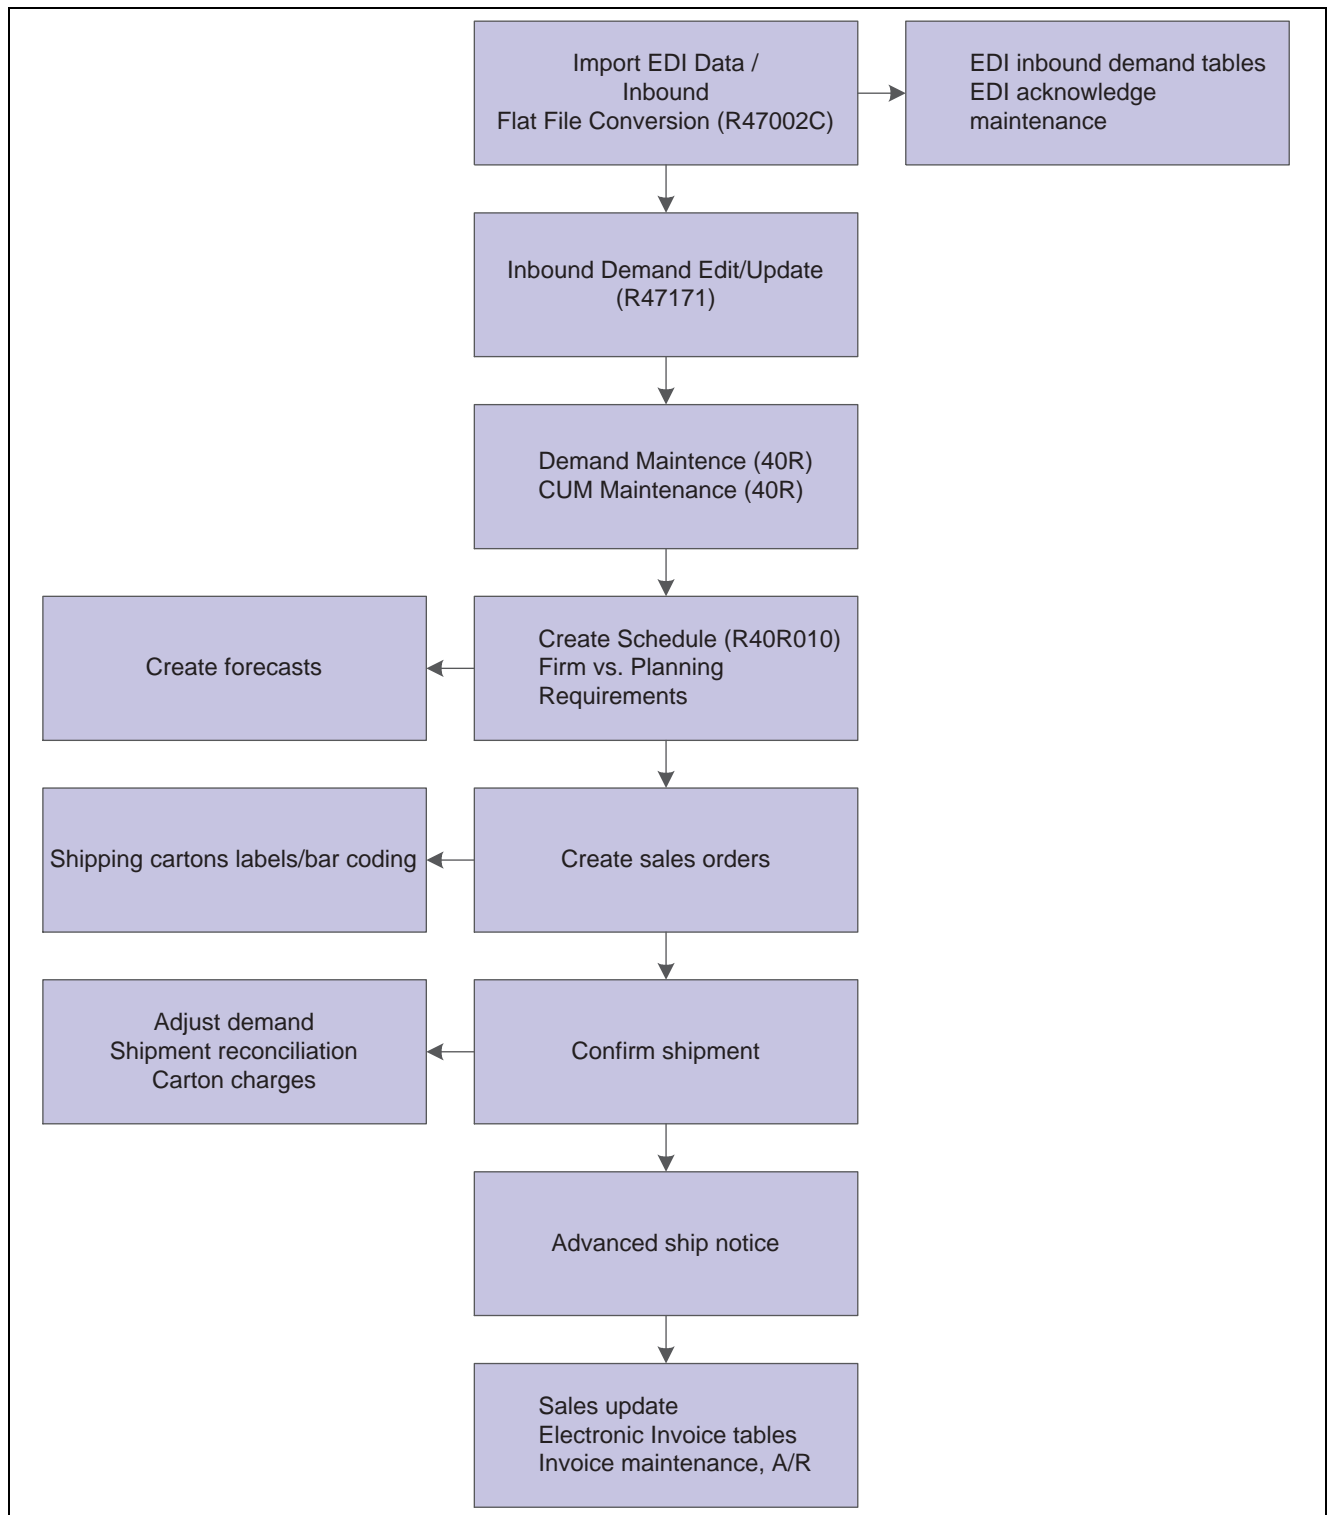 Import EDI Data /
Inbound
Flat File Conversion (R47002C)
EDI inbound demand tables
EDI acknowledge
maintenance
Inbound Demand Edit/Update
(R47171)
Demand Maintence (40R)
CUM Maintenance (40R)
Create forecasts
Create Schedule (R40R010)
Firm vs. Planning
Requirements
Shipping cartons labels/bar coding
Create sales orders
Adjust demand
Shipment reconciliation
Carton charges
Confirm shipment
Advanced ship notice
Sales update
Electronic Invoice tables
Invoice maintenance, A/R